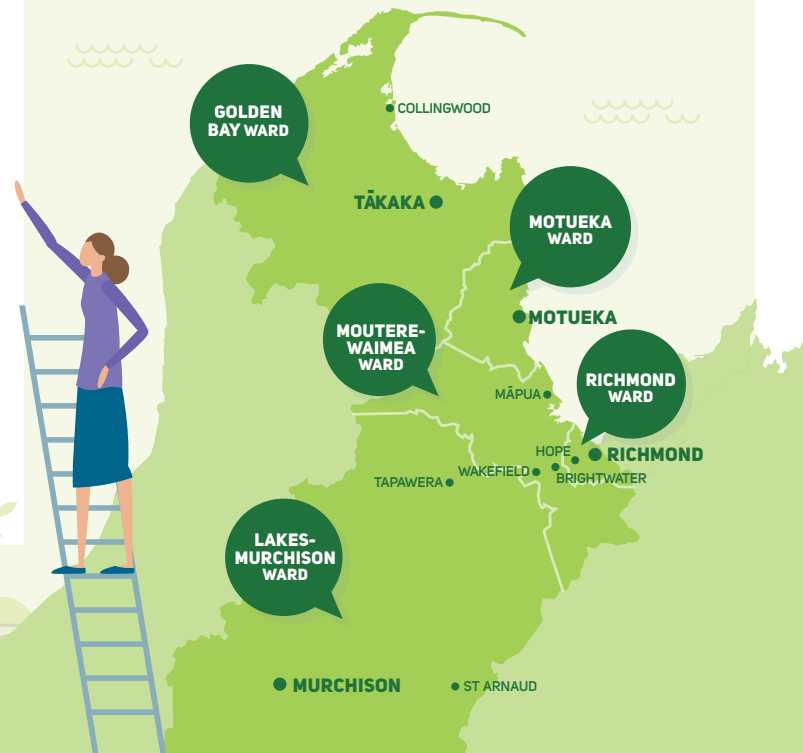 GOLDEN
BAY WARD
COLLINGWOOD
TĀKAKA
MOTUEKA
WARD
MOTUEKA
MOUTERE-
WAIMEA
WARD
RICHMOND
WARD
MĀPUA
HOPE
RICHMOND
WAKEFIELD
BRIGHTWATER
TAPAWERA
LAKES-
MURCHISON
WARD
MURCHISON
ST ARNAUD